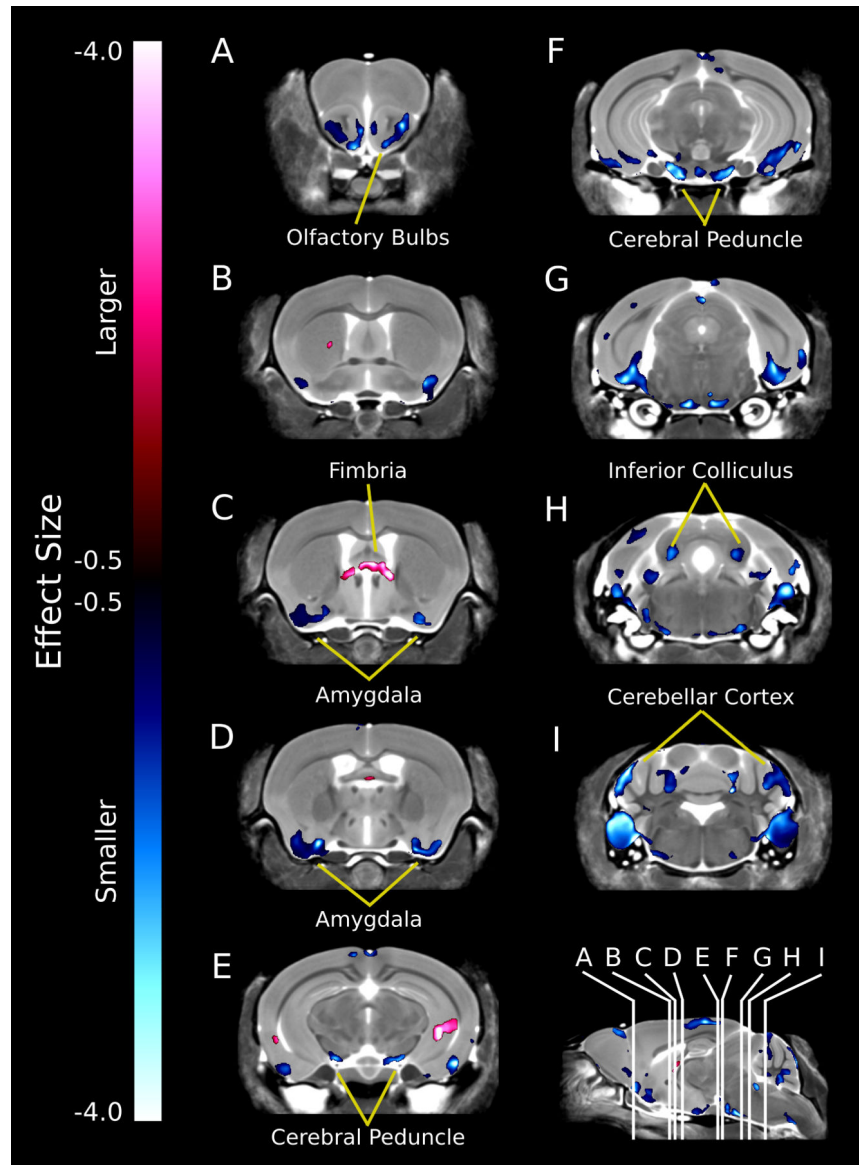 -4.0
Larger
-0.5
Effect Size
-0.5
Smaller
-4.0
A
Olfactory Bulbs
B
Fimbria
C
Amygdala
D
Amygdala
E
Cerebral Peduncle
F
Cerebral Peduncle
G
Inferior Colliculus
H
Cerebellar Cortex
I
A B C D E F G H I